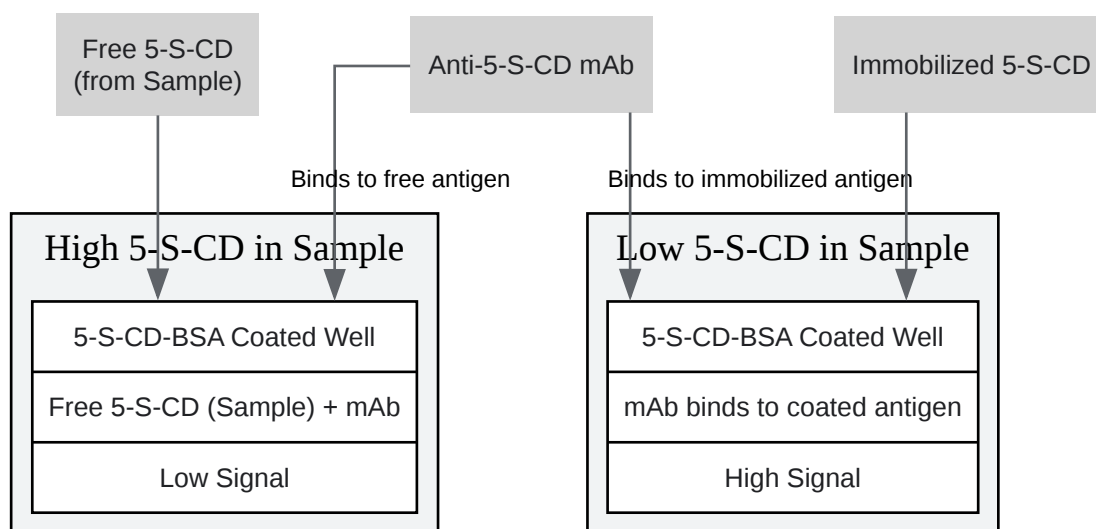 Free 5-S-CD
(from Sample)
Anti-5-S-CD mAb
Immobilized 5-S-CD
Binds to free antigen
Binds to immobilized antigen
High 5-S-CD in Sample
5-S-CD-BSA Coated Well
Free 5-S-CD (Sample) + mAb
Low Signal
Low 5-S-CD in Sample
5-S-CD-BSA Coated Well
mAb binds to coated antigen
High Signal